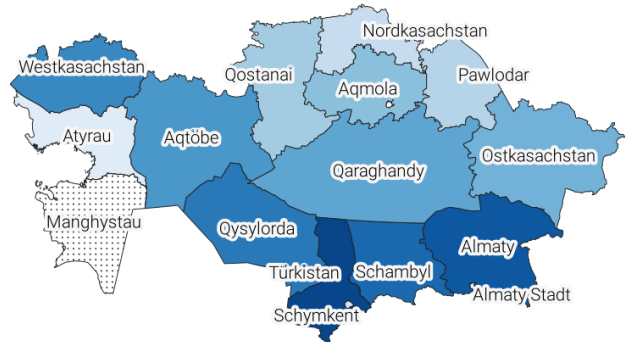 Nordkasachstan
Westkasachstan
Qostanai
Aqmola
Pawlodar
Atyrau
Aqtöbe
Ostkasachstan
Qaraghandy
Manghystau
Qysylorda
Almaty
Türkistan
Schambyl
Almaty Stadt
Schymkent